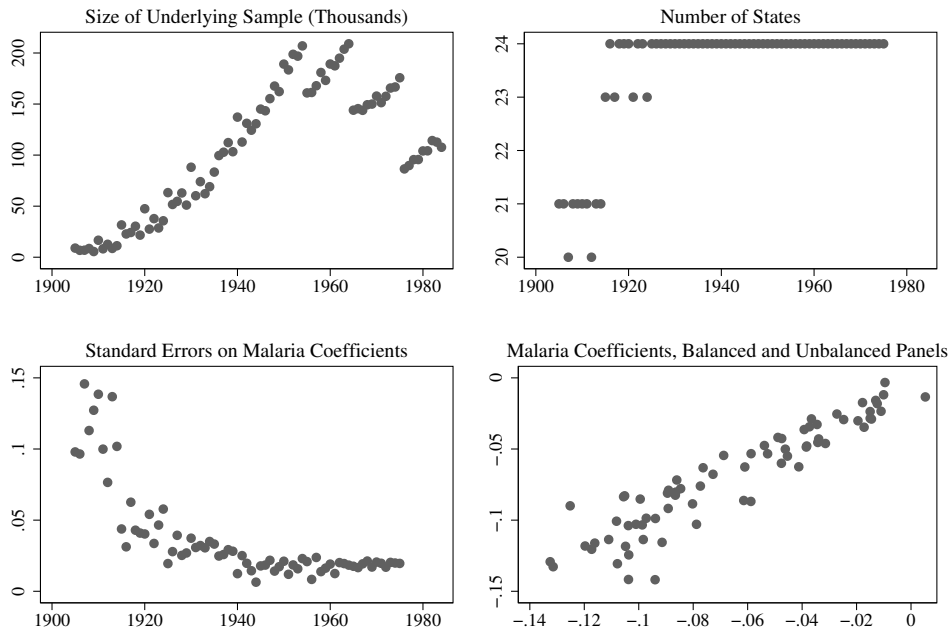 Size of Underlying Sample (Thousands)
200
150
100
50
0
1900 1920 1940 1960 1980
Number of States
24
23
22
21
20
1900 1920 1940 1960 1980
Standard Errors on Malaria Coefficients
.15
.1
.05
0
1900 1920 1940 1960 1980
Malaria Coefficients, Balanced and Unbalanced Panels
0
−.05
−.1
−.15
−.14 −.12 −.1 −.08 −.06 −.04 −.02 0